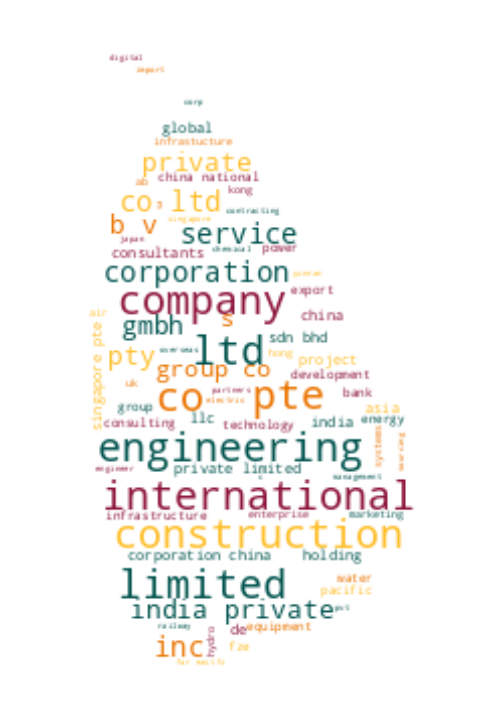 digital
import
corp
global
infrastucture
private
china national
ab
kong
co ltd
contracting
singapore
b v
service
japan
consultants
chemical
power
corporation
yunnan
company
export
air
s
china
gmbh
singapore pte
ltd
sdn bhd
overseas
hong
pty
project
group co
development
uk
partners
co
pte
bank
electric
group
asia
llc
consulting
technology
india
energy
engineering
systems
sourcing
engineer
private limited
management
international
infrastructure
enterprise
marketing
construction
corporation china
holding
limited
water
pacific
india private
pvt
railway
hydro
de
equipment
inc
fze